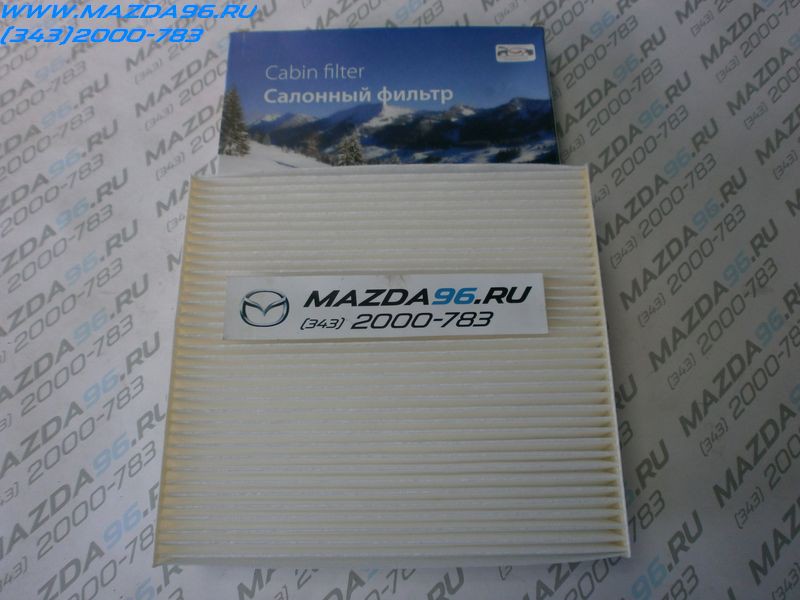 WWW.MAZDA96.RU
(343)2000-783
Cabin filter
Салонный фильтр
MAZDA96.RU
(343) 2000-783